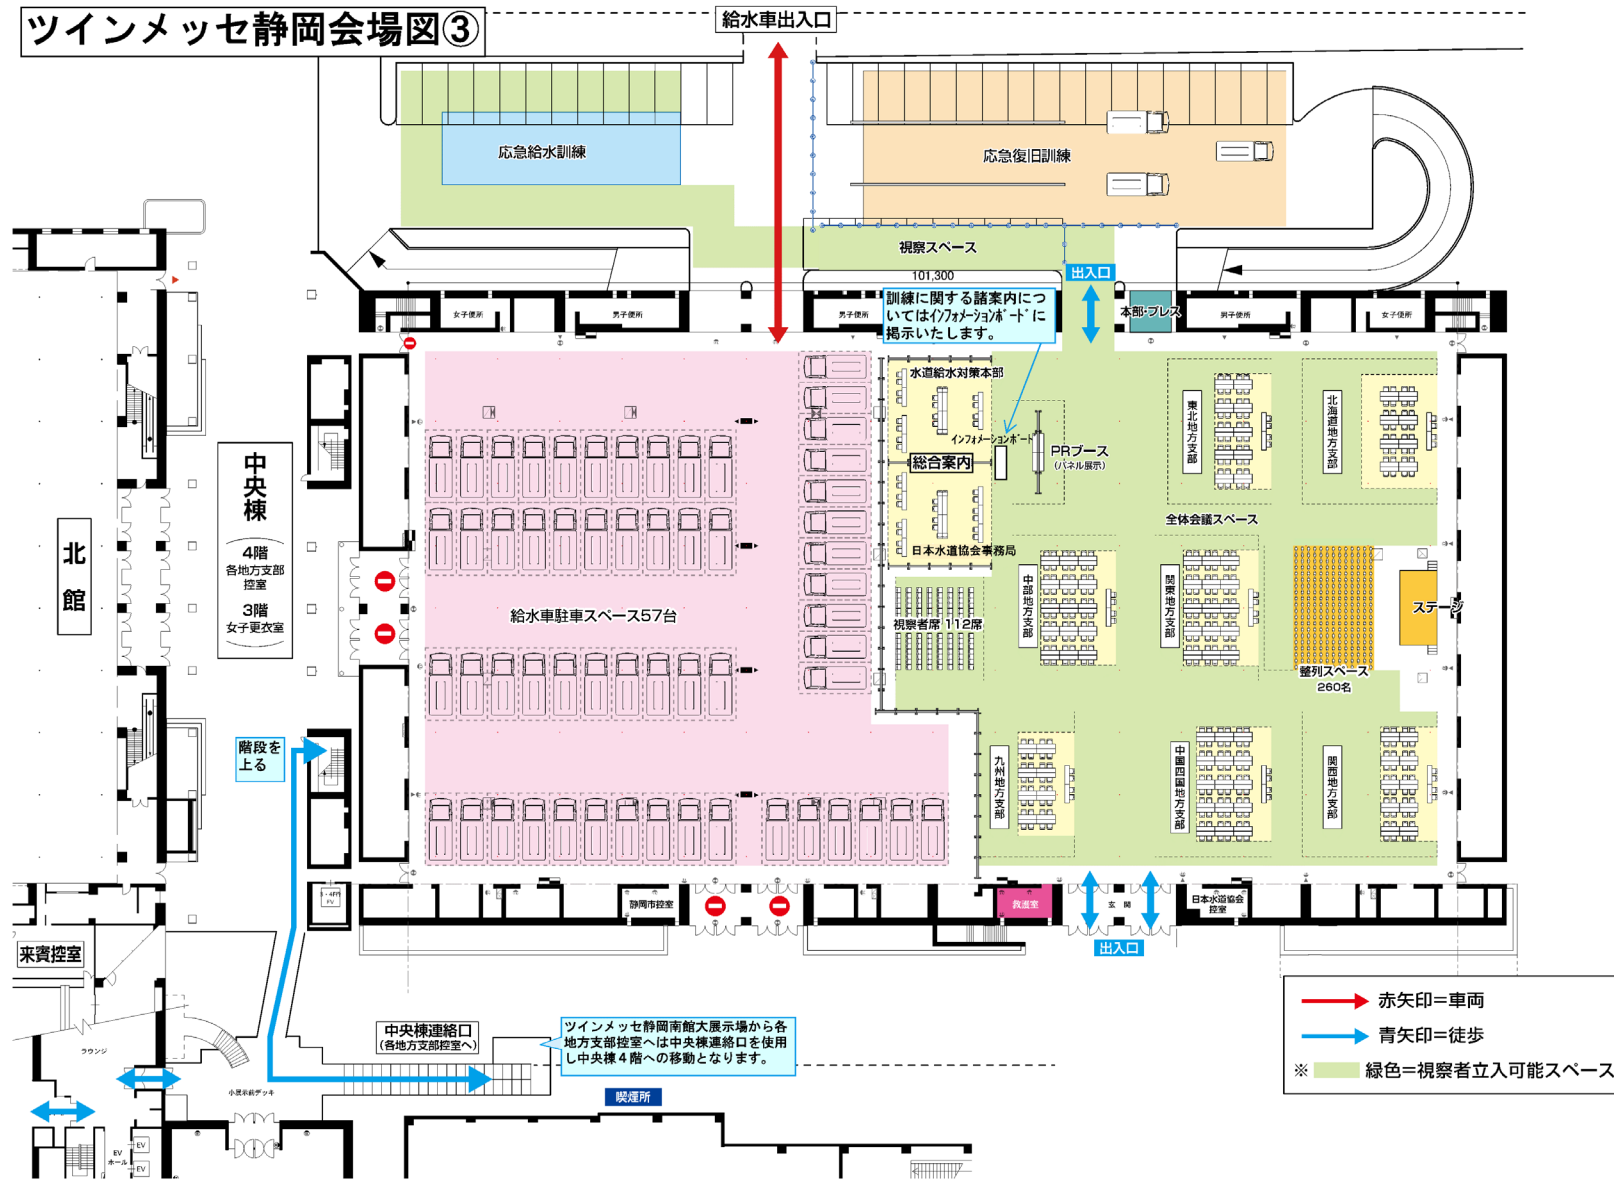 ツインメッセ静岡会場図③
給水車出入口
応急給水訓練
応急復旧訓練
視察スペース
101,300
出入口
訓練に関する諸案内につ
いてはインフォメーションボードに
掲示いたします。
本部・プレス
女子便所
男子便所
男子便所
男子便所
女子便所
水道給水対策本部
インフォメーションボード
総合案内
PRブース
(パネル展示)
日本水道協会事務局
東北地方支部
北海道地方支部
全体会議スペース
中央棟
4階
各地方支部
控室
3階
女子更衣室
北館
給水車駐車スペース57台
視察者席 112席
中部地方支部
関東地方支部
ステージ
整列スペース
260名
階段を
上る
九州地方支部
中国四国地方支部
関西地方支部
静岡市控室
救護室
玄関
日本水道協会
控室
出入口
来賓控室
ラウンジ
小展示前デッキ
EV
ホール
EV
EV
中央棟連絡口
(各地方支部控室へ)
ツインメッセ静岡南館大展示場から各
地方支部控室へは中央棟連絡口を使用
し中央棟4階への移動となります。
喫煙所
赤矢印＝車両
青矢印＝徒歩
※ 緑色＝視察者立入可能スペース